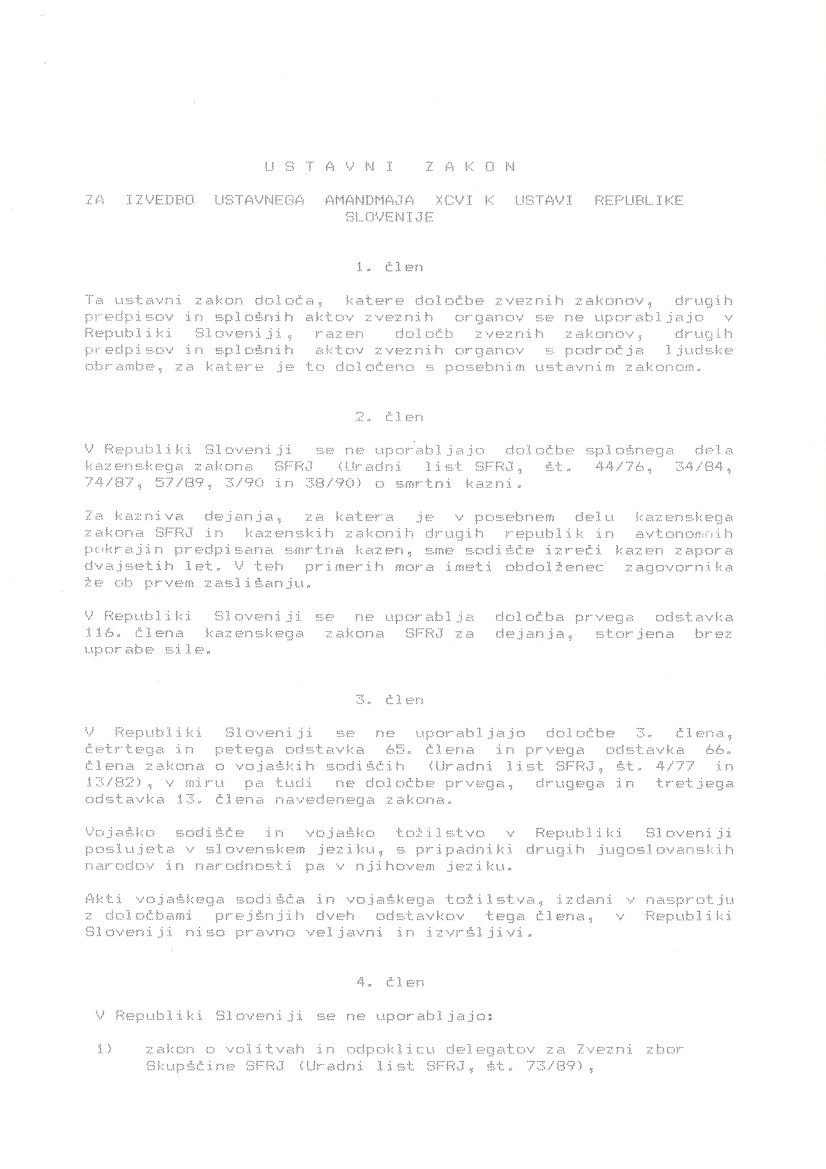 U S T A V N I   Z A K O N
ZA IZVEDBO USTAVNEGA AMANDMAJA XCVI K USTAVI REPUBLIKE
SLOVENIJE
1. člen
Ta ustavni zakon določa, katere določbe zveznih zakonov, drugih
predpisov in splošnih aktov zveznih organov se ne uporabljajo v
Republiki Sloveniji, razen določb zveznih zakonov, drugih
predpisov in splošnih aktov zveznih organov s področja ljudske
obrambe, za katere je to določeno s posebnim ustavnim zakonom.
2. člen
V Republiki Sloveniji se ne uporabljajo določbe splošnega dela
kazenskega zakona SFRJ (Uradni list SFRJ, št. 44/76, 34/84,
74/87, 57/89, 3/90 in 38/90) o smrtni kazni.
Za kazniva dejanja, za katera je v posebnem delu kazenskega
zakona SFRJ in kazenskih zakonih drugih republik in avtonomnih
pokrajin predpisana smrtna kazen, sme sodišče izreči kazen zapora
dvajsetih let. V teh primerih mora imeti obdolženec zagovornika
že ob prvem zaslišanju.
V Republiki Sloveniji se ne uporablja določba prvega odstavka
116. člena kazenskega zakona SFRJ za dejanja, storjena brez
uporabe sile.
3. člen
V Republiki Sloveniji se ne uporabljajo določbe 3. člena,
četrtega in petega odstavka 65. člena in prvega odstavka 66.
člena zakona o vojaških sodiščih (Uradni list SFRJ, št. 4/77 in
13/82), v miru pa tudi ne določbe prvega, drugega in tretjega
odstavka 13. člena navedenega zakona.
Vojaško sodišče in vojaško tožilstvo v Republiki Sloveniji
poslujeta v slovenskem jeziku, s pripadniki drugih jugoslovanskih
narodov in narodnosti pa v njihovem jeziku.
Akti vojaškega sodišča in vojaškega tožilstva, izdani v nasprotju
z določbami prejšnjih dveh odstavkov tega člena, v Republiki
Sloveniji niso pravno veljavni in izvršljivi.
4. člen
V Republiki Sloveniji se ne uporabljajo:
1) zakon o volitvah in odpoklicu delegatov za Zvezni zbor
Skupščine SFRJ (Uradni list SFRJ, št. 73/89),